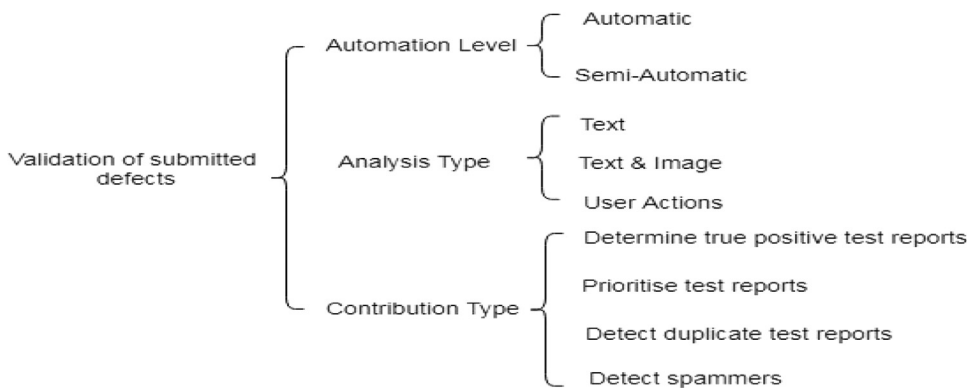 Automation Level
Automatic
Semi-Automatic
Validation of submitted
defects
Analysis Type
Text
Text & Image
User Actions
Contribution Type
Determine true positive test reports
Prioritise test reports
Detect duplicate test reports
Detect spammers